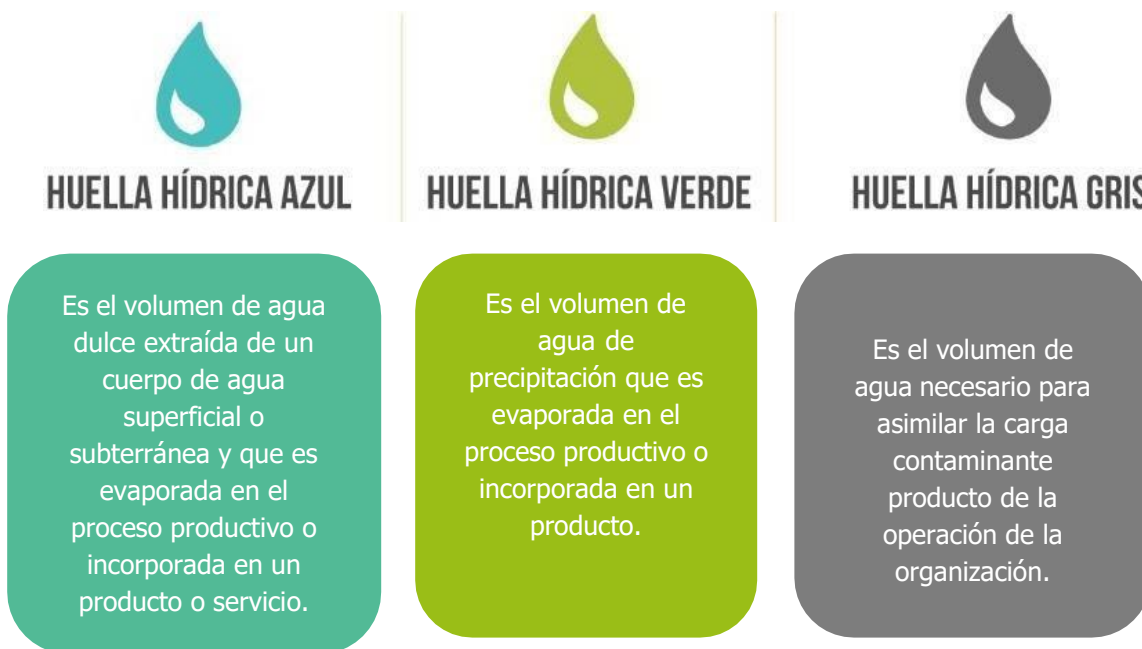 HUELLA HÍDRICA AZUL
Es el volumen de agua
dulce extraída de un
cuerpo de agua
superficial o
subterránea y que es
evaporada en el
proceso productivo o
incorporada en un
producto o servicio.
HUELLA HÍDRICA VERDE
Es el volumen de
agua de
precipitación que es
evaporada en el
proceso productivo o
incorporada en un
producto.
HUELLA HÍDRICA GRIS
Es el volumen de
agua necesario para
asimilar la carga
contaminante
producto de la
operación de la
organización.